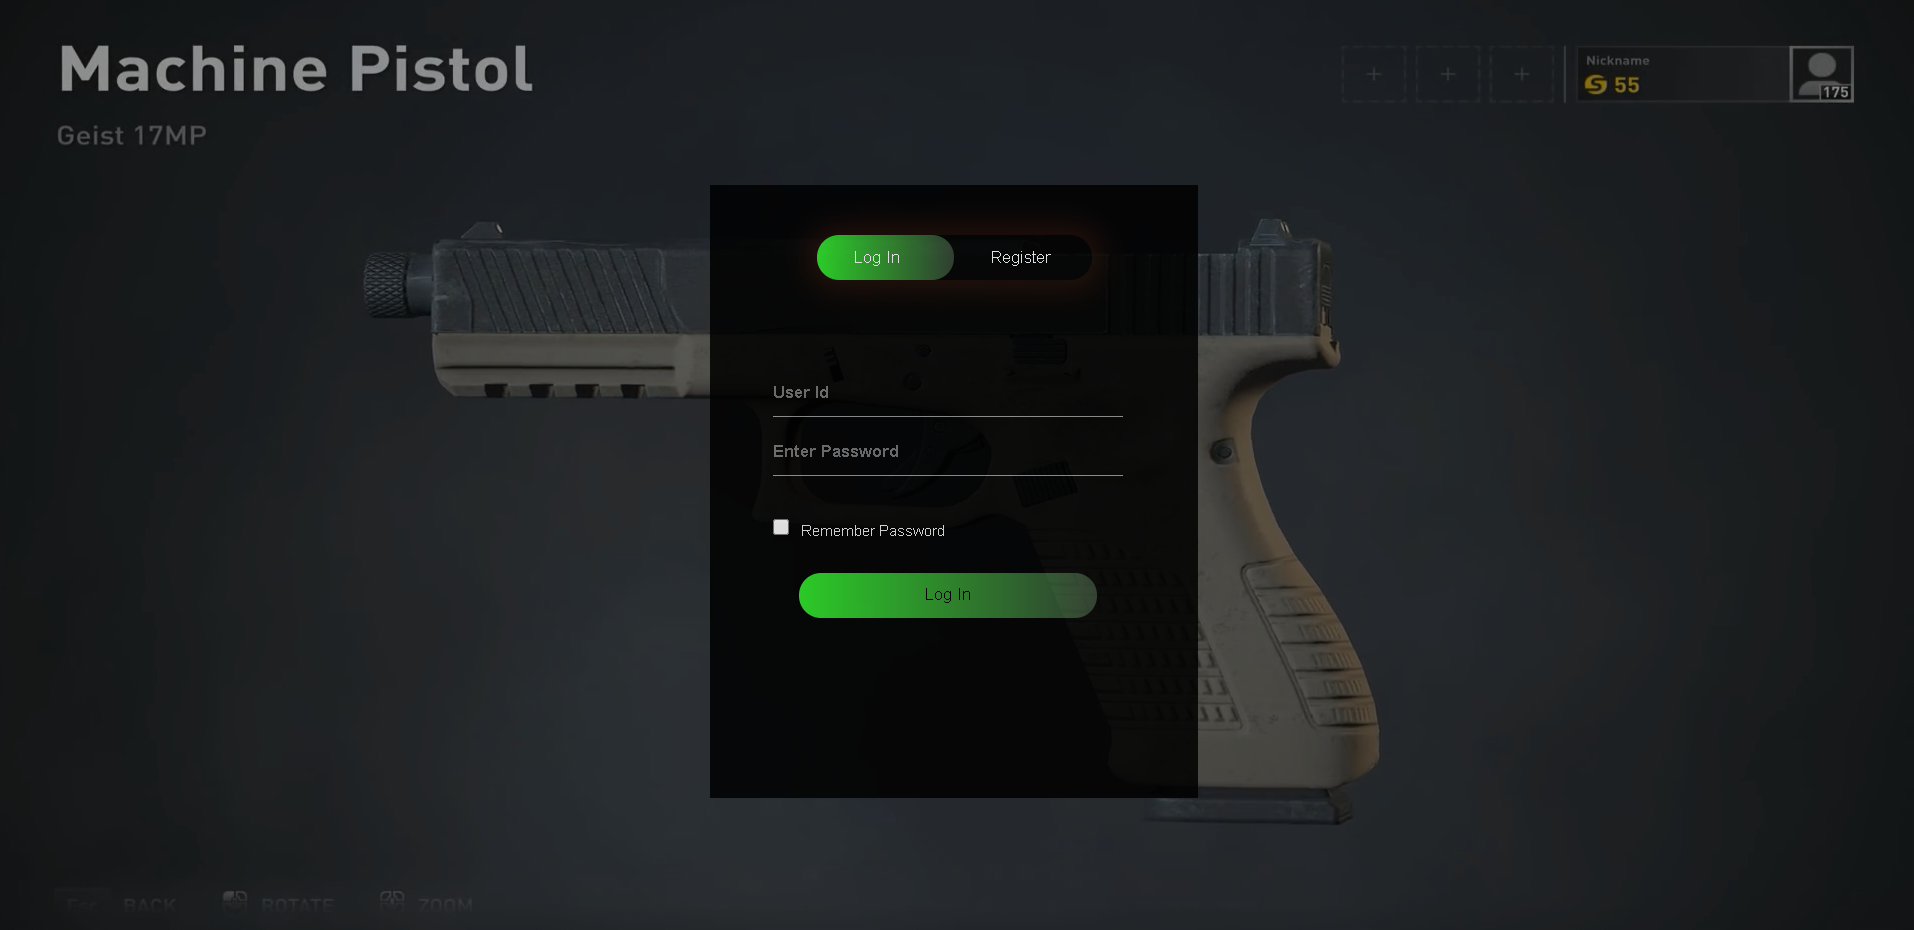 Machine Pistol
Geist 17MP
Nickname
55
175
Log In
Register
User Id
Enter Password
Remember Password
Log In
Esc BACK ROTATE ZOOM